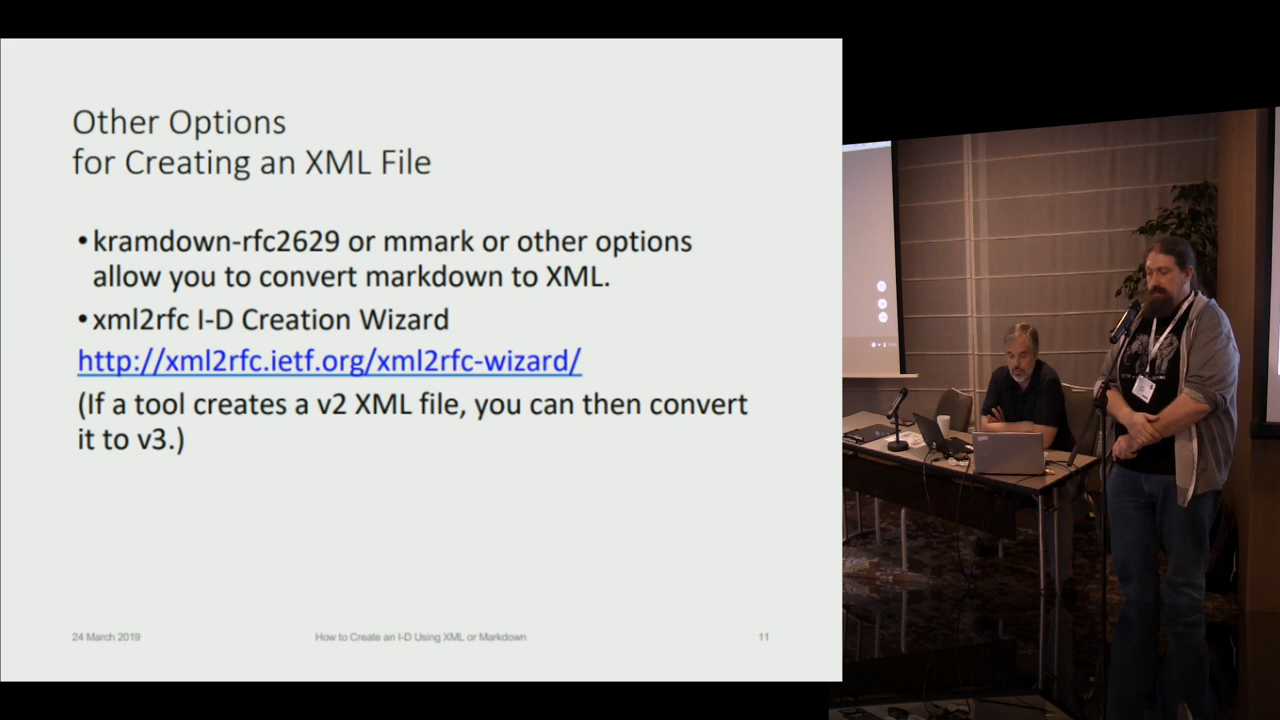 Other Options
for Creating an XML File
•kramdown-rfc2629 or mmark or other options
allow you to convert markdown to XML.
•xml2rfc I-D Creation Wizard
http://xml2rfc.ietf.org/xml2rfc-wizard/
(If a tool creates a v2 XML file, you can then convert
it to v3.)
24 March 2019 How to Create an I-D Using XML or Markdown 11